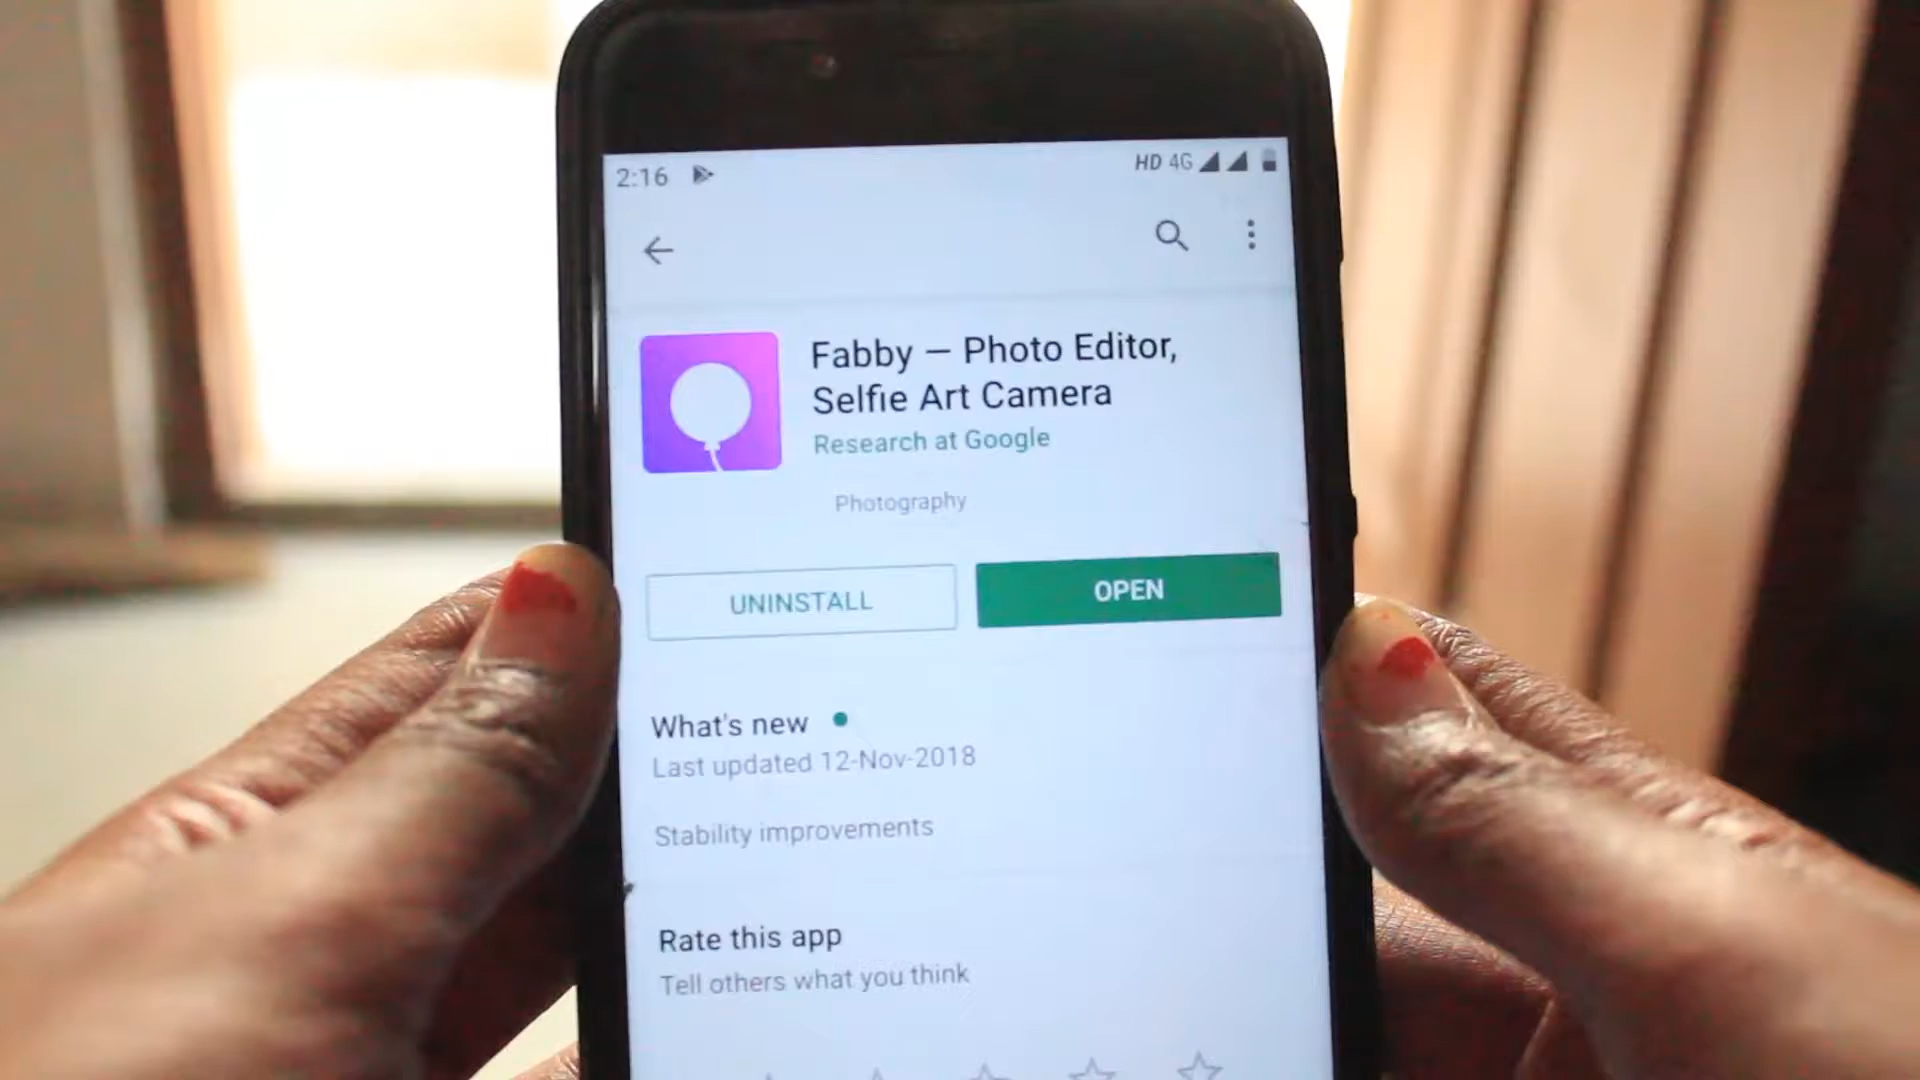 2:16
HD 4G
Fabby — Photo Editor,
Selfie Art Camera
Research at Google
Photography
UNINSTALL
OPEN
What's new
Last updated 12-Nov-2018
Stability improvements
Rate this app
Tell others what you think